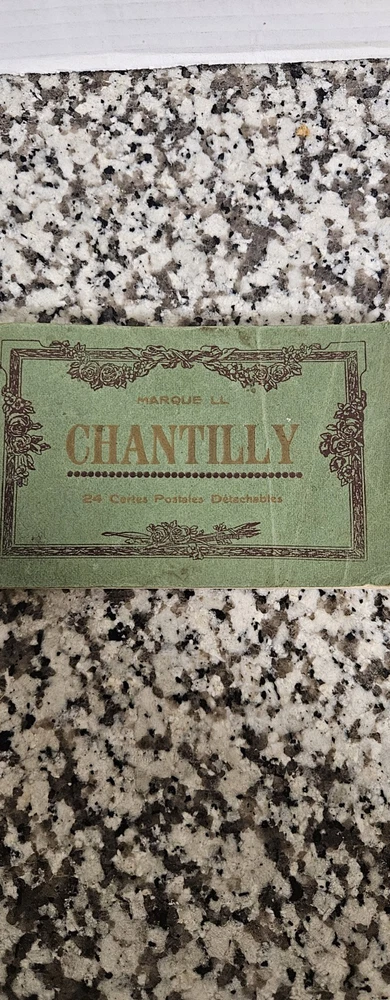 MARQUE LL
CHANTILLY
24 Cartes Postales Détachables